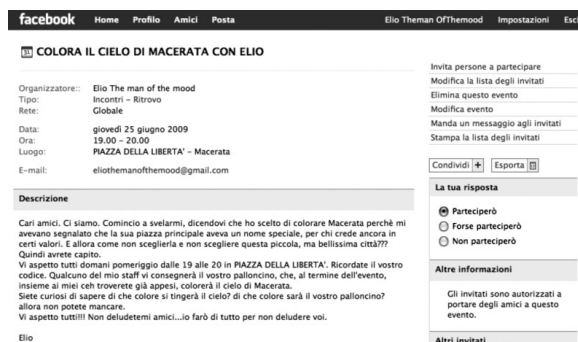 facebook Home Profilo Amici Posta Elio Theman OfThemood Impostazioni Esci
31 COLORA IL CIELO DI MACERATA CON ELIO
Organizzatore:: Elio The man of the mood
Tipo: Incontri – Ritrovo
Rete: Globale
Data: giovedì 25 giugno 2009
Ora: 19.00 – 20.00
Luogo: PIAZZA DELLA LIBERTA' – Macerata
E-mail: eliothemanofthemood@gmail.com
Descrizione
Cari amici. Ci siamo. Comincio a svelarmi, dicendovi che ho scelto di colorare Macerata perchè mi
avevano segnalato che la sua piazza principale aveva un nome speciale, per chi crede ancora in
certi valori. E allora come non sceglierla e non scegliere questa piccola, ma bellissima città???
Quindi avrete capito.
Vi aspetto tutti domani pomeriggio dalle 19 alle 20 in PIAZZA DELLA LIBERTA'. Ricordate il vostro
codice. Qualcuno del mio staff vi consegnerà il vostro palloncino, che, al termine dell'evento,
insieme ai miei ceh troverete già appesi, colorerà il cielo di Macerata.
Siete curiosi di sapere di che colore si tingerà il cielo? di che colore sarà il vostro palloncino?
allora non potete mancare.
Vi aspetto tutti!!! Non deludetemi amici...io farò di tutto per non deludere voi.
Elio
Invita persone a partecipare
Modifica la lista degli invitati
Elimina questo evento
Modifica evento
Manda un messaggio agli invitati
Stampa la lista degli invitati
Condividi + Esporta
La tua risposta
Parteciperò
Forse parteciperò
Non parteciperò
Altre informazioni
Gli invitati sono autorizzati a
portare degli amici a questo
evento.
Altri invitati